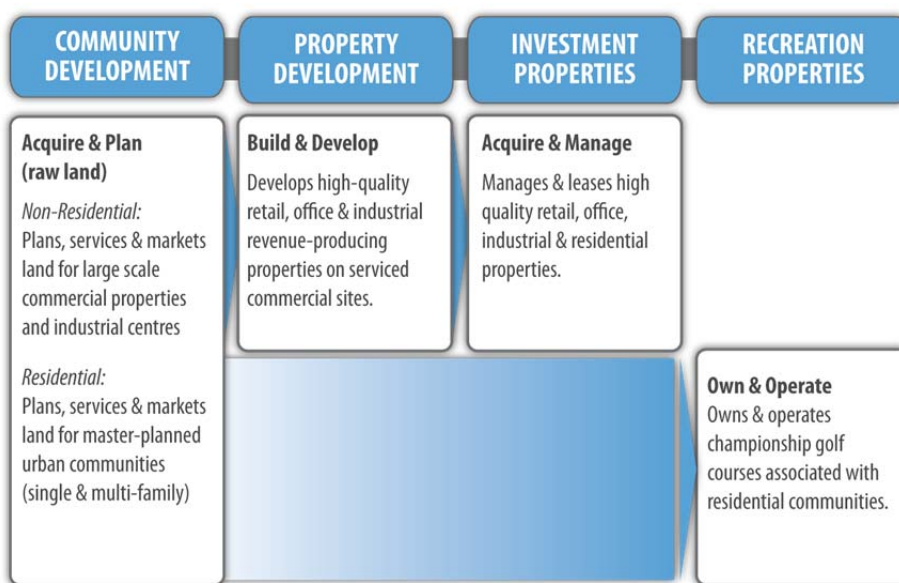 COMMUNITY
DEVELOPMENT
PROPERTY
DEVELOPMENT
INVESTMENT
PROPERTIES
RECREATION
PROPERTIES
Acquire & Plan
(raw land)
Non-Residential:
Plans, services & markets
land for large scale
commercial properties
and industrial centres
Residential:
Plans, services & markets
land for master-planned
urban communities
(single & multi-family)
Build & Develop
Develops high-quality
retail, office & industrial
revenue-producing
properties on serviced
commercial sites.
Acquire & Manage
Manages & leases high
quality retail, office,
industrial & residential
properties.
Own & Operate
Owns & operates
championship golf
courses associated with
residential communities.